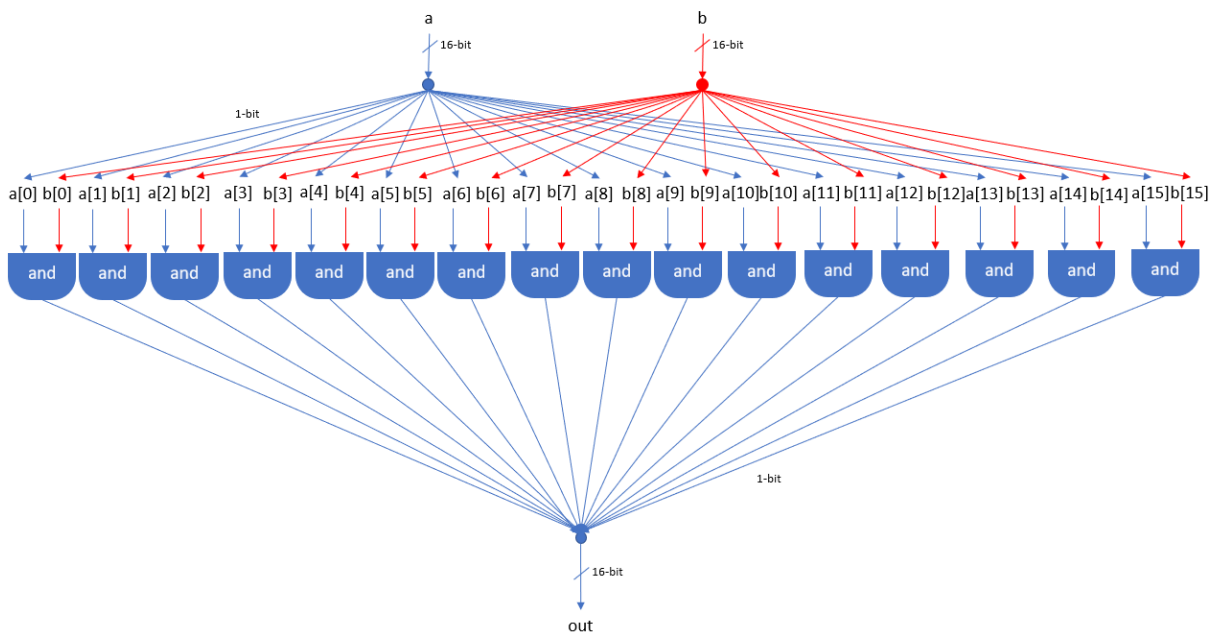 a b
16-bit 16-bit
1-bit
a[0] b[0] a[1] b[1] a[2] b[2] a[3] b[3] a[4] b[4] a[5] b[5] a[6] b[6] a[7] b[7] a[8] b[8] a[9] b[9] a[10] b[10] a[11] b[11] a[12] b[12] a[13] b[13] a[14] b[14] a[15] b[15]
and and and and and and and and and and and and and and and and
1-bit
16-bit
out